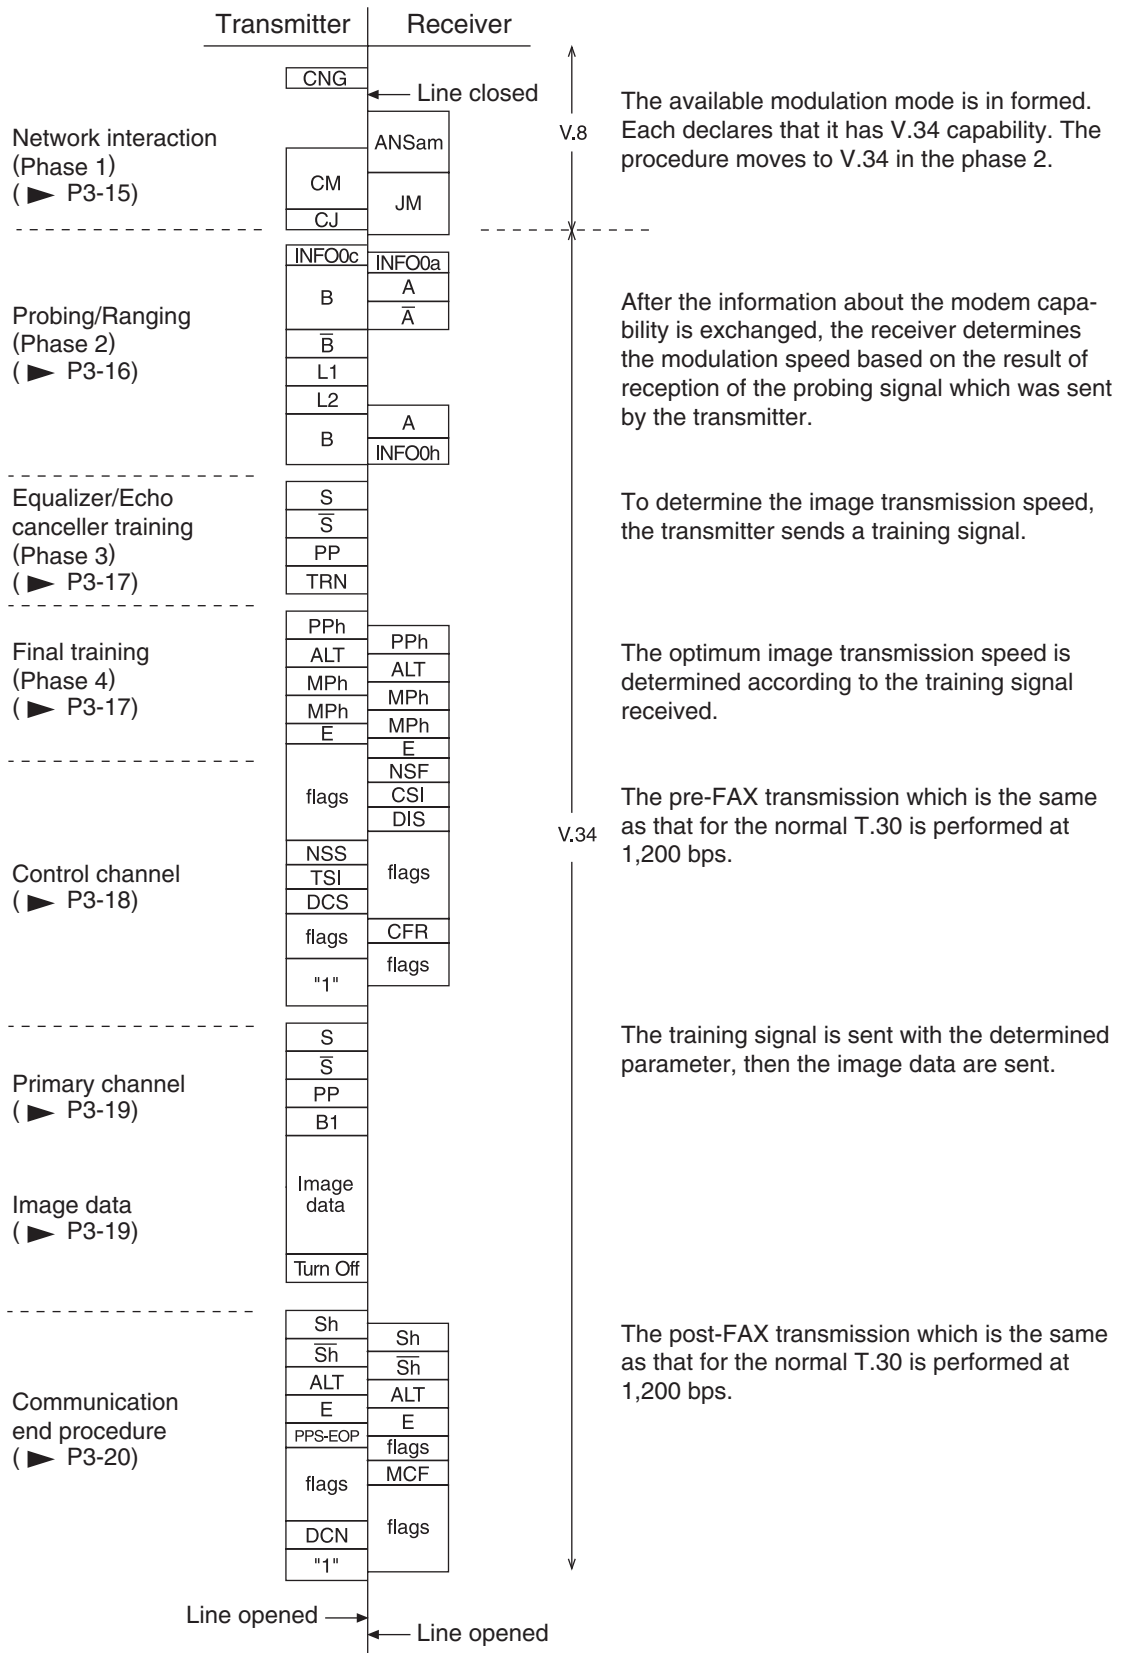 Transmitter
Receiver
CNG
Line closed
ANSam
CM
JM
CJ
Network interaction
(Phase 1)
( ► P3-15)
V.8
The available modulation mode is in formed.
Each declares that it has V.34 capability. The
procedure moves to V.34 in the phase 2.
INFO0c
INFO0a
B
A
A̅
B̅
L1
L2
B
A
INFO0h
Probing/Ranging
(Phase 2)
( ► P3-16)
After the information about the modem capa-
bility is exchanged, the receiver determines
the modulation speed based on the result of
reception of the probing signal which was sent
by the transmitter.
Equalizer/Echo
canceller training
(Phase 3)
( ► P3-17)
S
S̅
PP
TRN
To determine the image transmission speed,
the transmitter sends a training signal.
Final training
(Phase 4)
( ► P3-17)
PPh
ALT
MPh
MPh
E
PPh
ALT
MPh
MPh
E
The optimum image transmission speed is
determined according to the training signal
received.
V.34
Control channel
( ► P3-18)
flags
NSS
TSI
DCS
flags
"1"
NSF
CSI
DIS
flags
CFR
flags
The pre-FAX transmission which is the same
as that for the normal T.30 is performed at
1,200 bps.
Primary channel
( ► P3-19)
S
S̅
PP
B1
The training signal is sent with the determined
parameter, then the image data are sent.
Image data
( ► P3-19)
Image
data
Turn Off
Communication
end procedure
( ► P3-20)
Sh
S̅h̅
ALT
E
PPS-EOP
flags
DCN
"1"
Sh
S̅h̅
ALT
E
flags
MCF
flags
The post-FAX transmission which is the same
as that for the normal T.30 is performed at
1,200 bps.
Line opened
Line opened